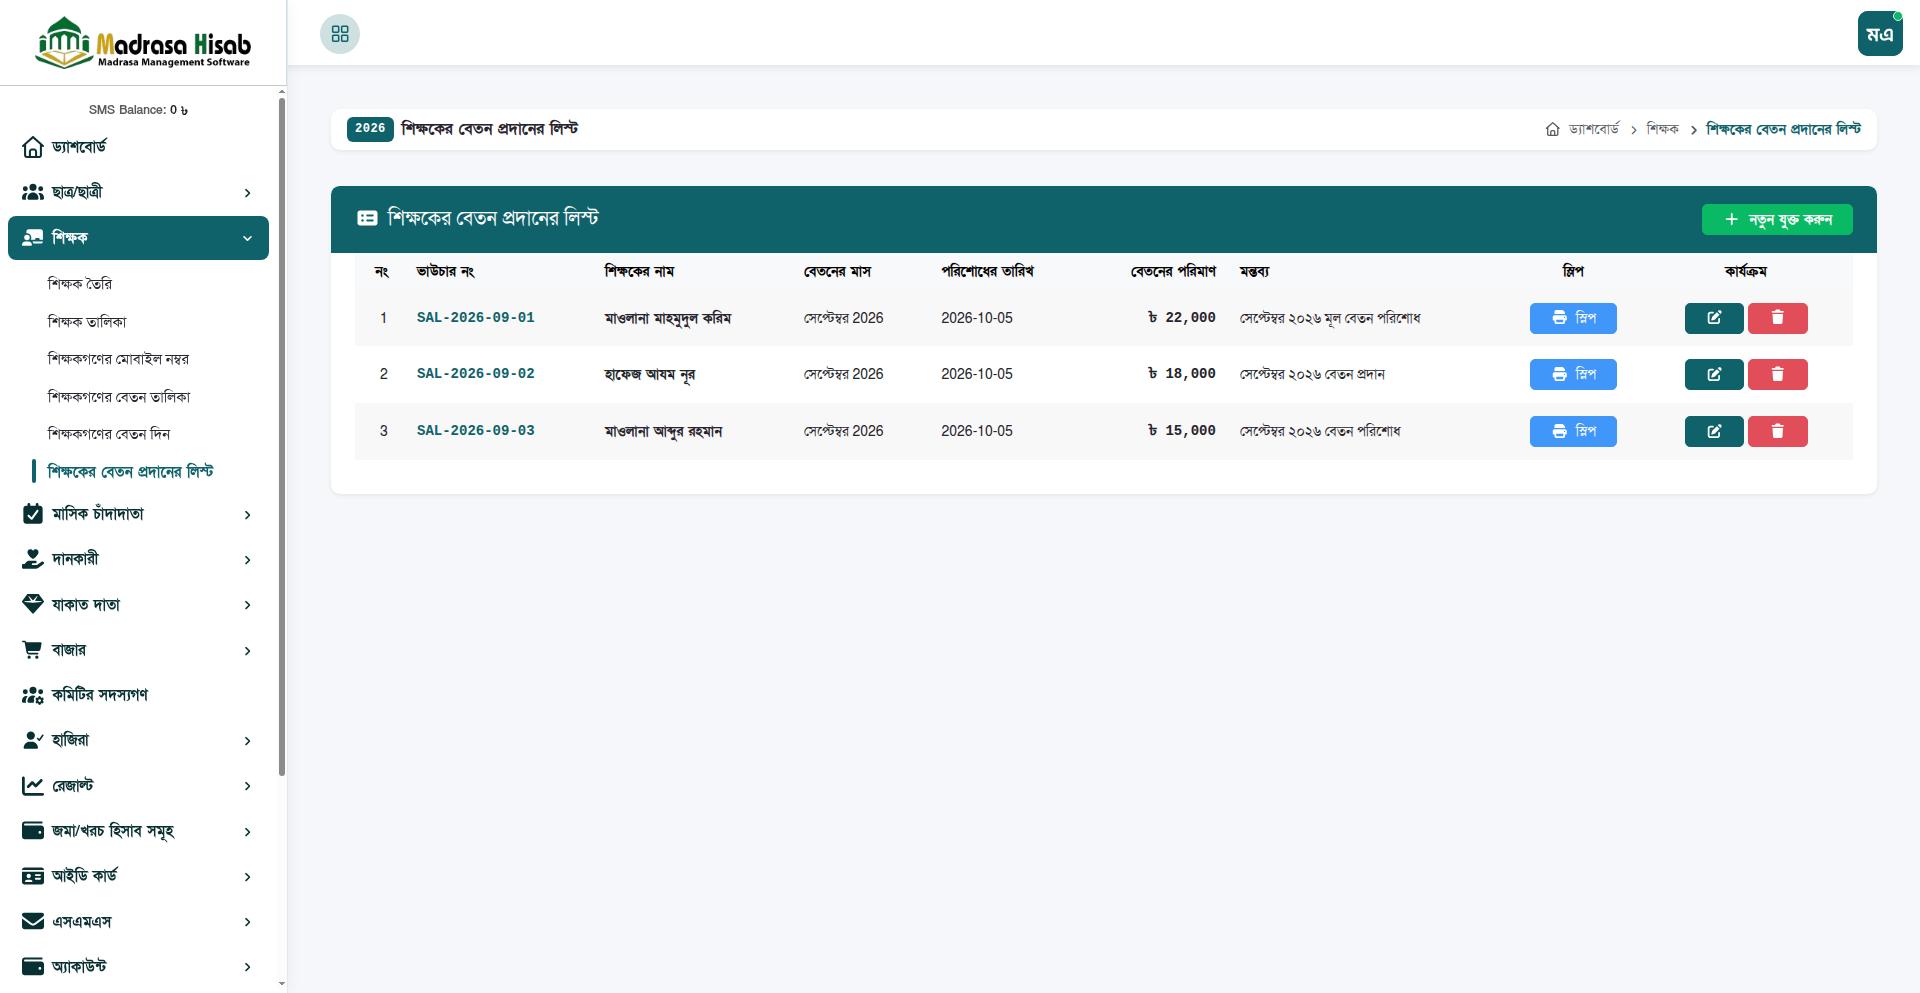 Madrasa Hisab
Madrasa Management Software
মএ
SMS Balance: 0 ৳
ড্যাশবোর্ড
ছাত্র/ছাত্রী
শিক্ষক
শিক্ষক তৈরি
শিক্ষক তালিকা
শিক্ষকগণের মোবাইল নম্বর
শিক্ষকগণের বেতন তালিকা
শিক্ষকগণের বেতন দিন
শিক্ষকের বেতন প্রদানের লিস্ট
মাসিক চাঁদাদাতা
দানকারী
যাকাত দাতা
বাজার
কমিটির সদস্যগণ
হাজিরা
রেজাল্ট
জমা/খরচ হিসাব সমূহ
আইডি কার্ড
এসএমএস
অ্যাকাউন্ট
2026 শিক্ষকের বেতন প্রদানের লিস্ট
ড্যাশবোর্ড > শিক্ষক > শিক্ষকের বেতন প্রদানের লিস্ট
শিক্ষকের বেতন প্রদানের লিস্ট
+ নতুন যুক্ত করুন
নং ভাউচার নং শিক্ষকের নাম বেতনের মাস পরিশোধের তারিখ বেতনের পরিমাণ মন্তব্য স্লিপ কার্যক্রম
1 SAL-2026-09-01 মাওলানা মাহমুদুল করিম সেপ্টেম্বর 2026 2026-10-05 ৳ 22,000 সেপ্টেম্বর ২০২৬ মূল বেতন পরিশোধ স্লিপ
2 SAL-2026-09-02 হাফেজ আযম নূর সেপ্টেম্বর 2026 2026-10-05 ৳ 18,000 সেপ্টেম্বর ২০২৬ বেতন প্রদান স্লিপ
3 SAL-2026-09-03 মাওলানা আব্দুর রহমান সেপ্টেম্বর 2026 2026-10-05 ৳ 15,000 সেপ্টেম্বর ২০২৬ বেতন পরিশোধ স্লিপ